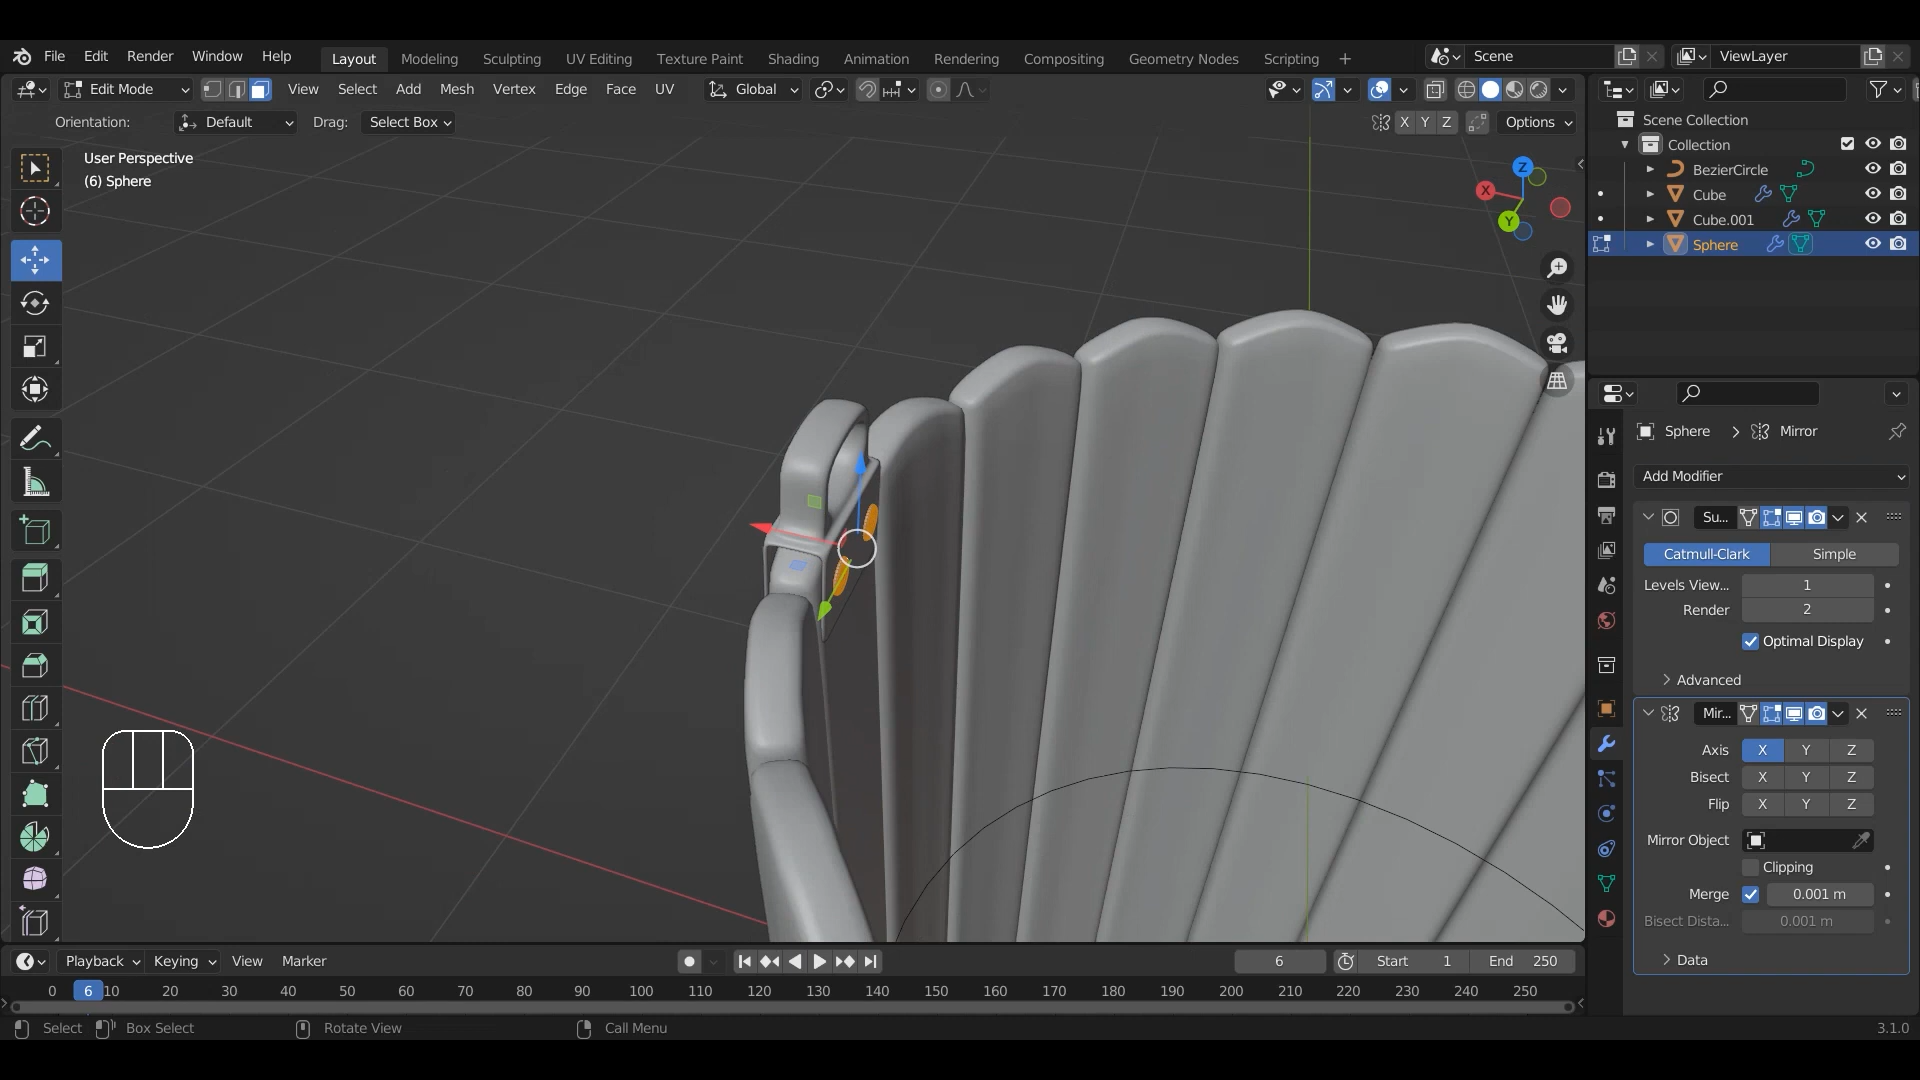 File Edit Render Window Help Layout Modeling Sculpting UV Editing Texture Paint Shading Animation Rendering Compositing Geometry Nodes Scripting + Scene ViewLayer
Edit Mode View Select Add Mesh Vertex Edge Face UV Global
Orientation: Default Drag: Select Box X Y Z Options
User Perspective
(6) Sphere
Z
X
Y
Scene Collection
Collection
BezierCircle
Cube
Cube.001
Sphere
Sphere > Mirror
Add Modifier
Su...
Catmull-Clark Simple
Levels View... 1
Render 2
Optimal Display
Advanced
Mir...
Axis X Y Z
Bisect X Y Z
Flip X Y Z
Mirror Object
Clipping
Merge 0.001 m
Bisect Dista... 0.001 m
Data
Playback Keying View Marker 6 Start 1 End 250
0 6 10 20 30 40 50 60 70 80 90 100 110 120 130 140 150 160 170 180 190 200 210 220 230 240 250
Select Box Select Rotate View Call Menu 3.1.0